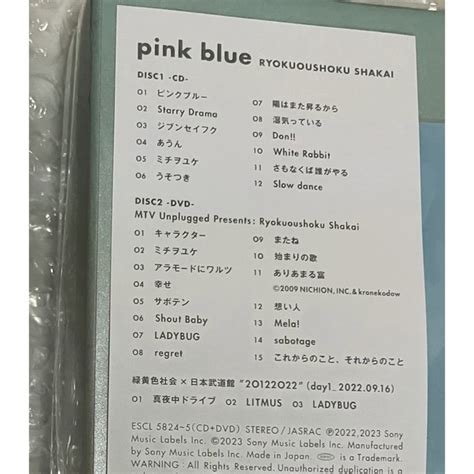 pink blue RYOKUOUSHOKU SHAKAI
DISC1 -CD-
01 ピンクブルー
02 Starry Drama
03 ジブンセイフク
04 あうん
05 ミチヲユケ
06 うそつき
07 陽はまた昇るから
08 湿気っている
09 Don!!
10 White Rabbit
11 さもなくば誰がやる
12 Slow dance
DISC2 -DVD-
MTV Unplugged Presents: Ryokuoushoku Shakai
01 キャラクター
02 ミチヲユケ
03 アラモードにワルツ
04 幸せ
05 サボテン
06 Shout Baby
07 LADYBUG
08 regret
09 またね
10 始まりの歌
11 ありあまる富
©2009 NICHION, INC. & kronekodow
12 想い人
13 Mela!
14 sabotage
15 これからのこと、それからのこと
緑黄色社会 × 日本武道館 "20122022" (day1_2022.09.16)
01 真夜中ドライブ 02 LITMUS 03 LADYBUG
ESCL 5824~5 (CD+DVD) STEREO / JASRAC ℗2022,2023 Sony
Music Labels Inc. ©2023 Sony Music Labels Inc. Manufactured
by Sony Music Labels Inc. Made in Japan. Trade
WARNING : All Rights Reserved. Unauthorized duplication is